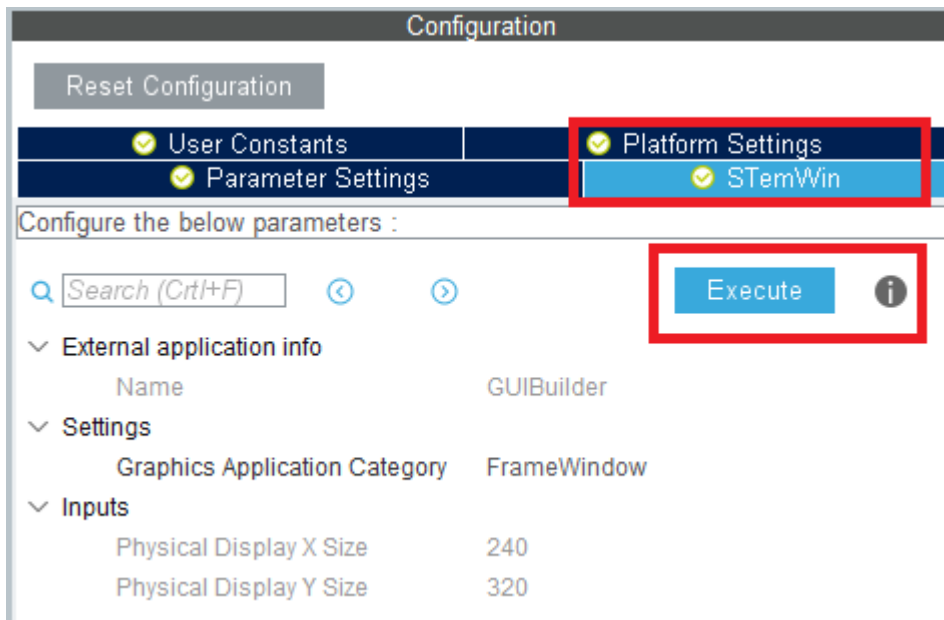 Configuration
Reset Configuration
User Constants Platform Settings
Parameter Settings STemWin
Configure the below parameters :
Search (Crtl+F) Execute
External application info
Name GUIBuilder
Settings
Graphics Application Category FrameWindow
Inputs
Physical Display X Size 240
Physical Display Y Size 320